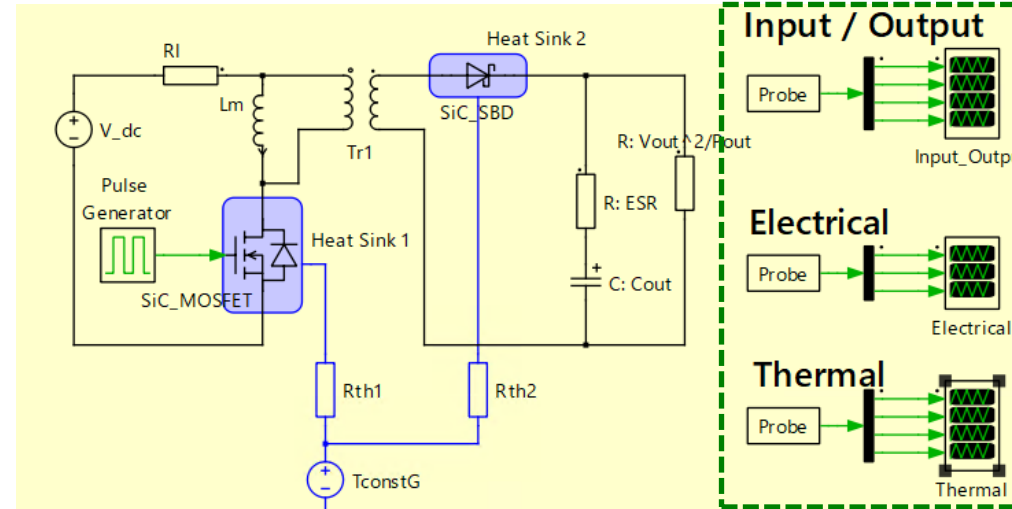 Heat Sink 2
RI
Lm
V_dc
SiC_SBD
Tr1
R: Vout^2/Pout
Pulse
Generator
R: ESR
Heat Sink 1
C: Cout
SiC_MOSFET
Rth1
Rth2
TconstG
Input / Output
Probe
Input_Outp
Electrical
Probe
Electrical
Thermal
Probe
Thermal